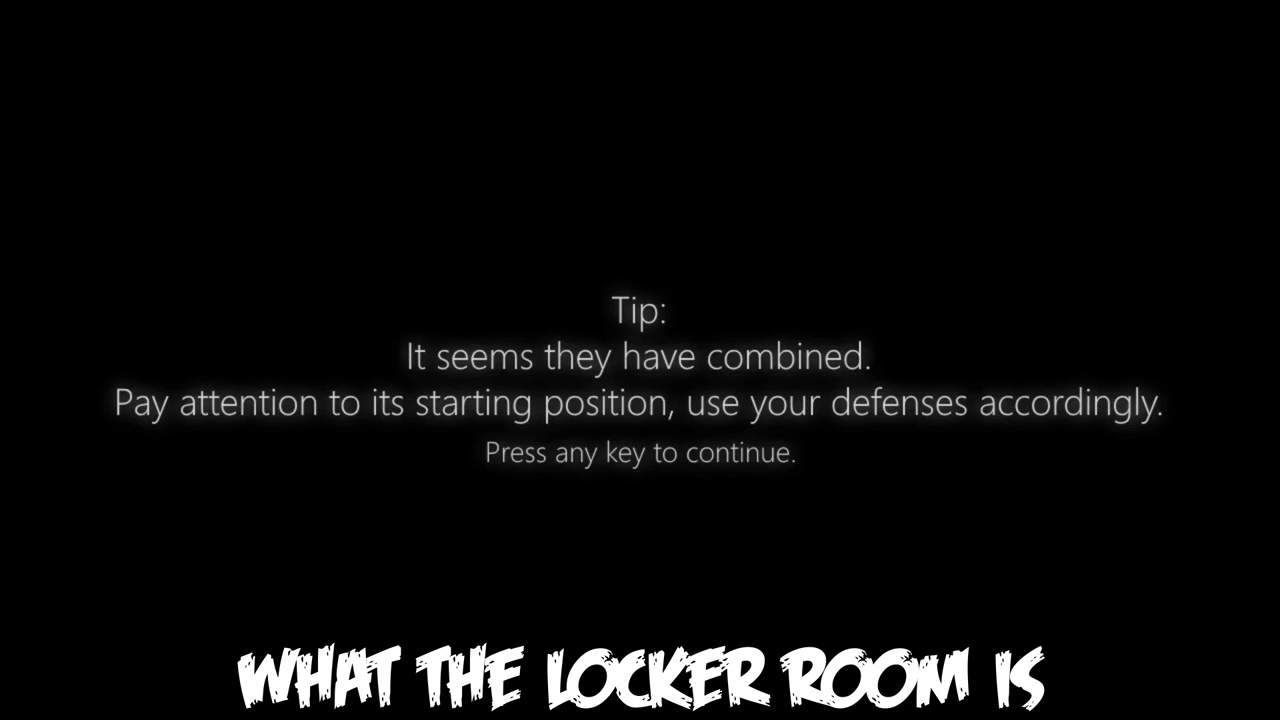 Tip:
It seems they have combined.
Pay attention to its starting position, use your defenses accordingly.
Press any key to continue.
WHAT THE LOCKER ROOM IS